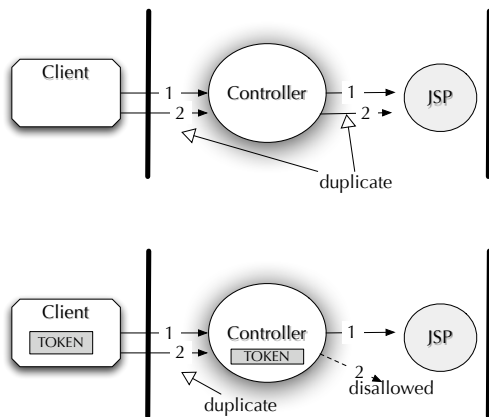 Client
1
2
Controller
1
2
JSP
duplicate
Client
TOKEN
1
2
Controller
TOKEN
1
2
disallowed
JSP
duplicate